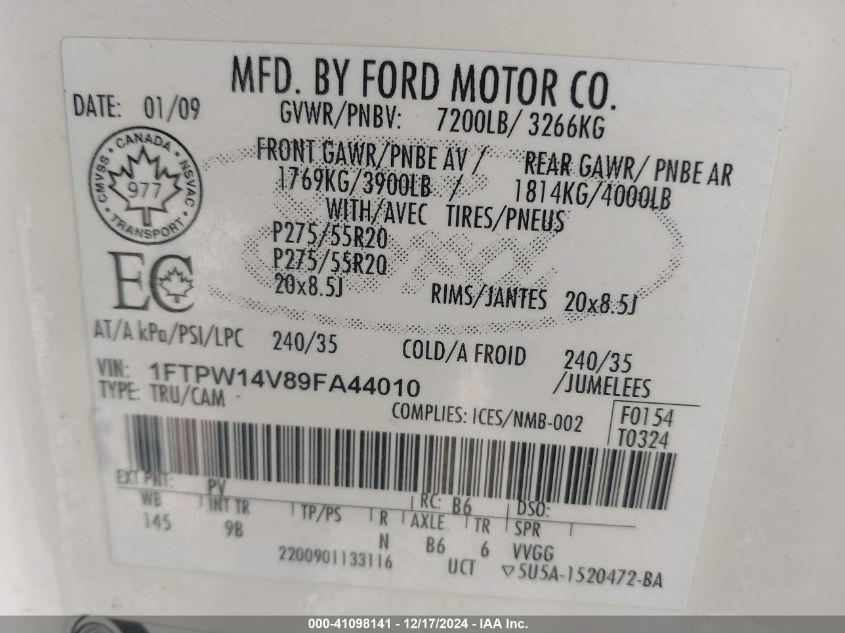 MFD. BY FORD MOTOR CO.
DATE: 01/09
GVWR/PNBV: 7200LB/ 3266KG
CANADA
CMVSS
NSVAC
977
TRANSPORT
FRONT GAWR/PNBE AV / REAR GAWR/ PNBE AR
1769KG/3900LB / 1814KG/4000LB
WITH/AVEC TIRES/PNEUS
P275/55R20
P275/55R20
20x8.5J RIMS/JANTES 20x8.5J
EC
AT/A kPa/PSI/LPC 240/35 COLD/A FROID 240/35
VIN: 1FTPW14V89FA44010 /JUMELEES
TYPE: TRU/CAM COMPLIES: ICES/NMB-002 F0154
T0324
EXT PNT: PV RC: B6 DSO:
WB INT TR TP/PS R AXLE TR SPR
145 9B N B6 6 VVGG
2200901133116 UCT ▽5U5A-1520472-BA
000-41098141 - 12/17/2024 - IAA Inc.